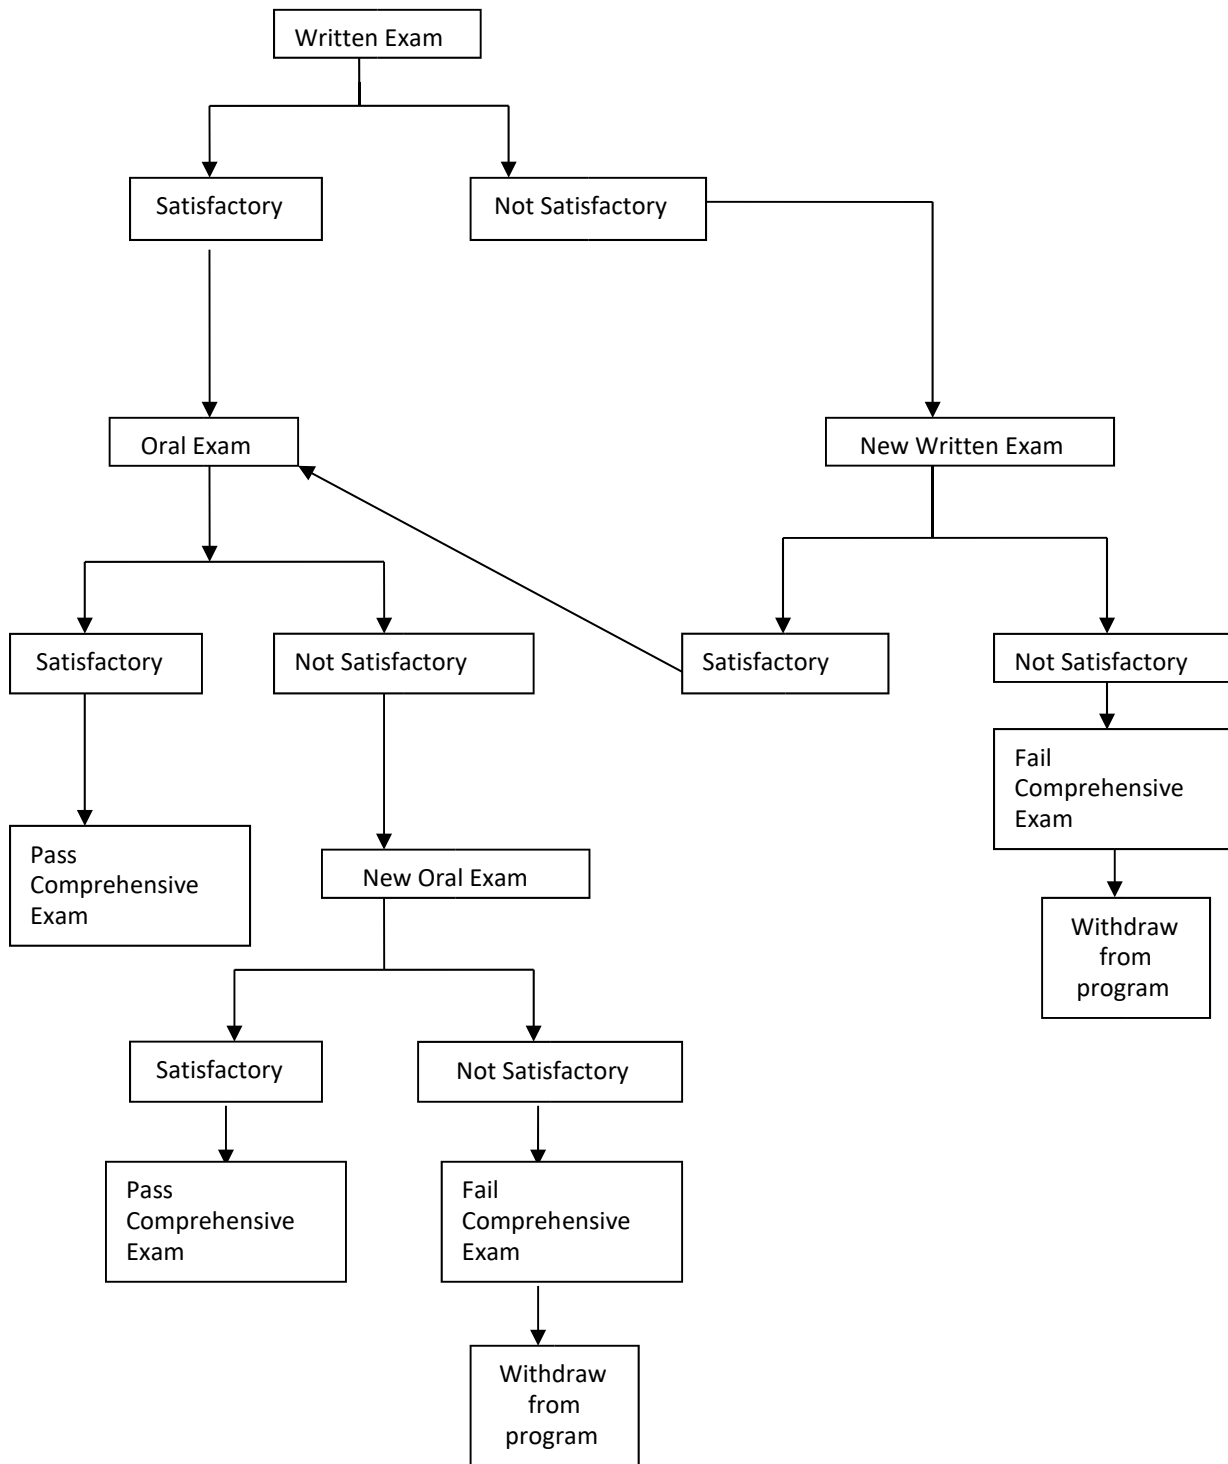 Written Exam
Satisfactory
Not Satisfactory
Oral Exam
New Written Exam
Satisfactory
Not Satisfactory
Satisfactory
Not Satisfactory
Fail
Comprehensive
Exam
Pass
Comprehensive
Exam
New Oral Exam
Withdraw
from
program
Satisfactory
Not Satisfactory
Pass
Comprehensive
Exam
Fail
Comprehensive
Exam
Withdraw
from
program